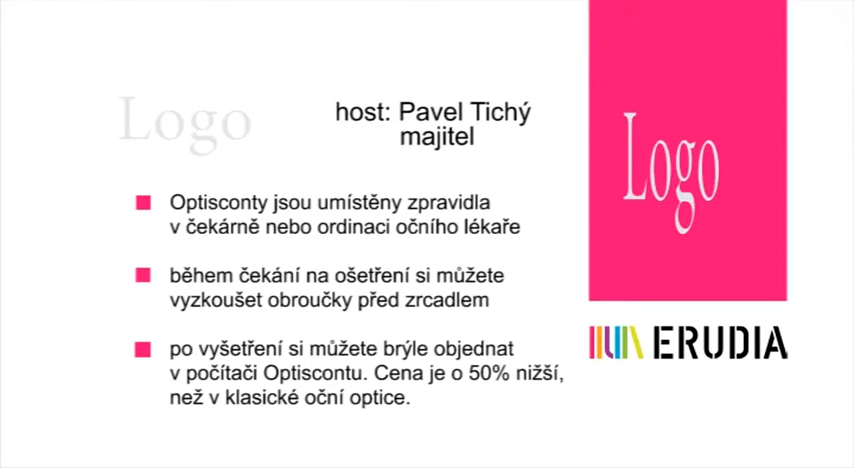 Logo
host: Pavel Tichý
majitel
Optisconty jsou umístěny zpravidla
v čekárně nebo ordinaci očního lékaře
během čekání na ošetření si můžete
vyzkoušet obroučky před zrcadlem
po vyšetření si můžete brýle objednat
v počítači Optiscontu. Cena je o 50% nižší,
než v klasické oční optice.
Logo
ERUDIA